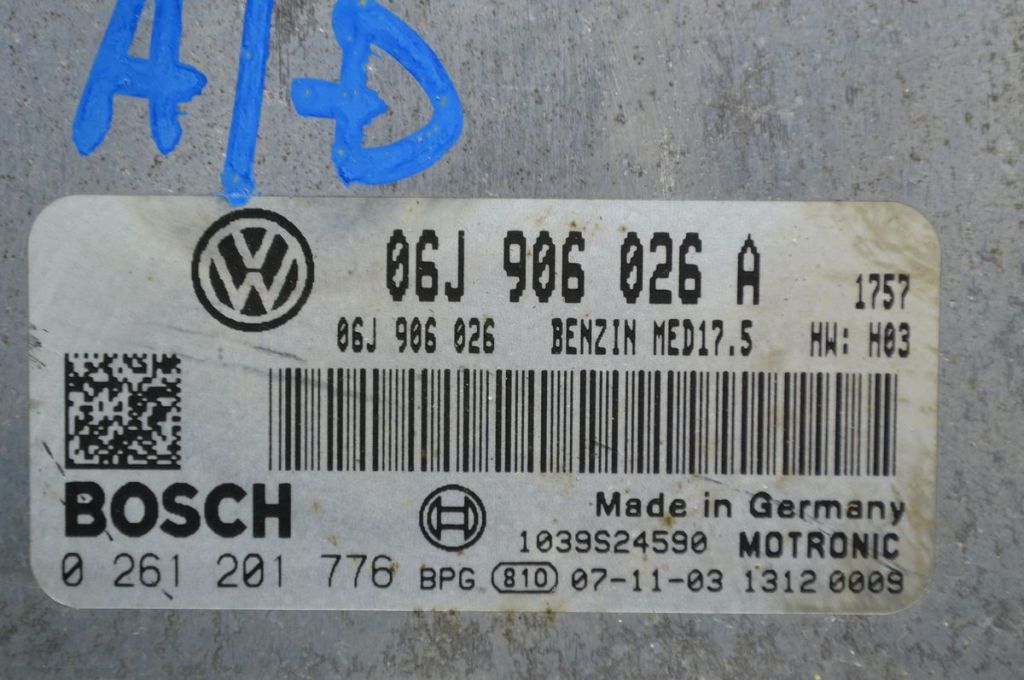 A/D
06J 906 026 A 1757
06J 906 026 BENZIN MED17.5 HW: H03
BOSCH
Made in Germany
1039S24590 MOTRONIC
0 261 201 776 BPG 810 07-11-03 1312 0009